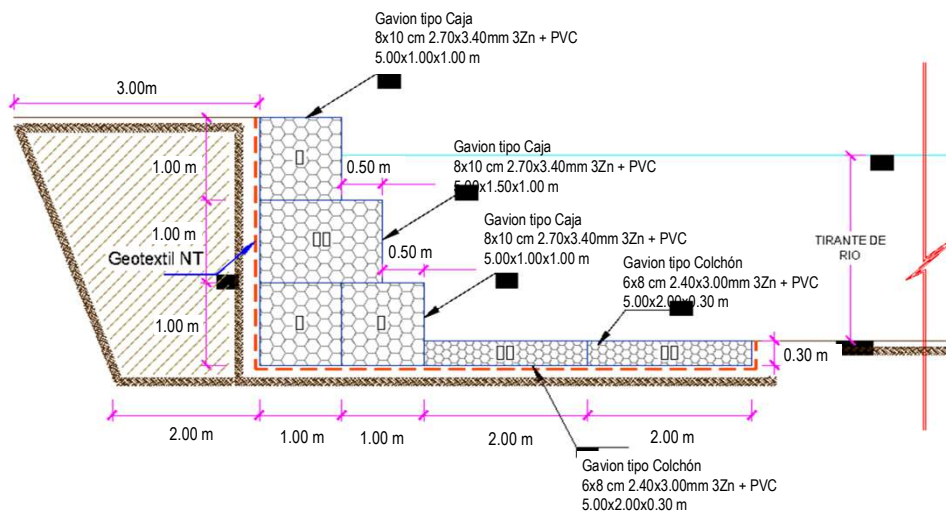 Gavion tipo Caja
8x10 cm 2.70x3.40mm 3Zn + PVC
5.00x1.00x1.00 m
3.00m
Gavion tipo Caja
8x10 cm 2.70x3.40mm 3Zn + PVC
5.00x1.50x1.00 m
1.00 m
0.50 m
Gavion tipo Caja
8x10 cm 2.70x3.40mm 3Zn + PVC
5.00x1.00x1.00 m
1.00 m
Geotextil NT
0.50 m
TIRANTE DE
RIO
Gavion tipo Colchón
6x8 cm 2.40x3.00mm 3Zn + PVC
5.00x2.00x0.30 m
1.00 m
0.30 m
2.00 m
1.00 m
1.00 m
2.00 m
2.00 m
Gavion tipo Colchón
6x8 cm 2.40x3.00mm 3Zn + PVC
5.00x2.00x0.30 m